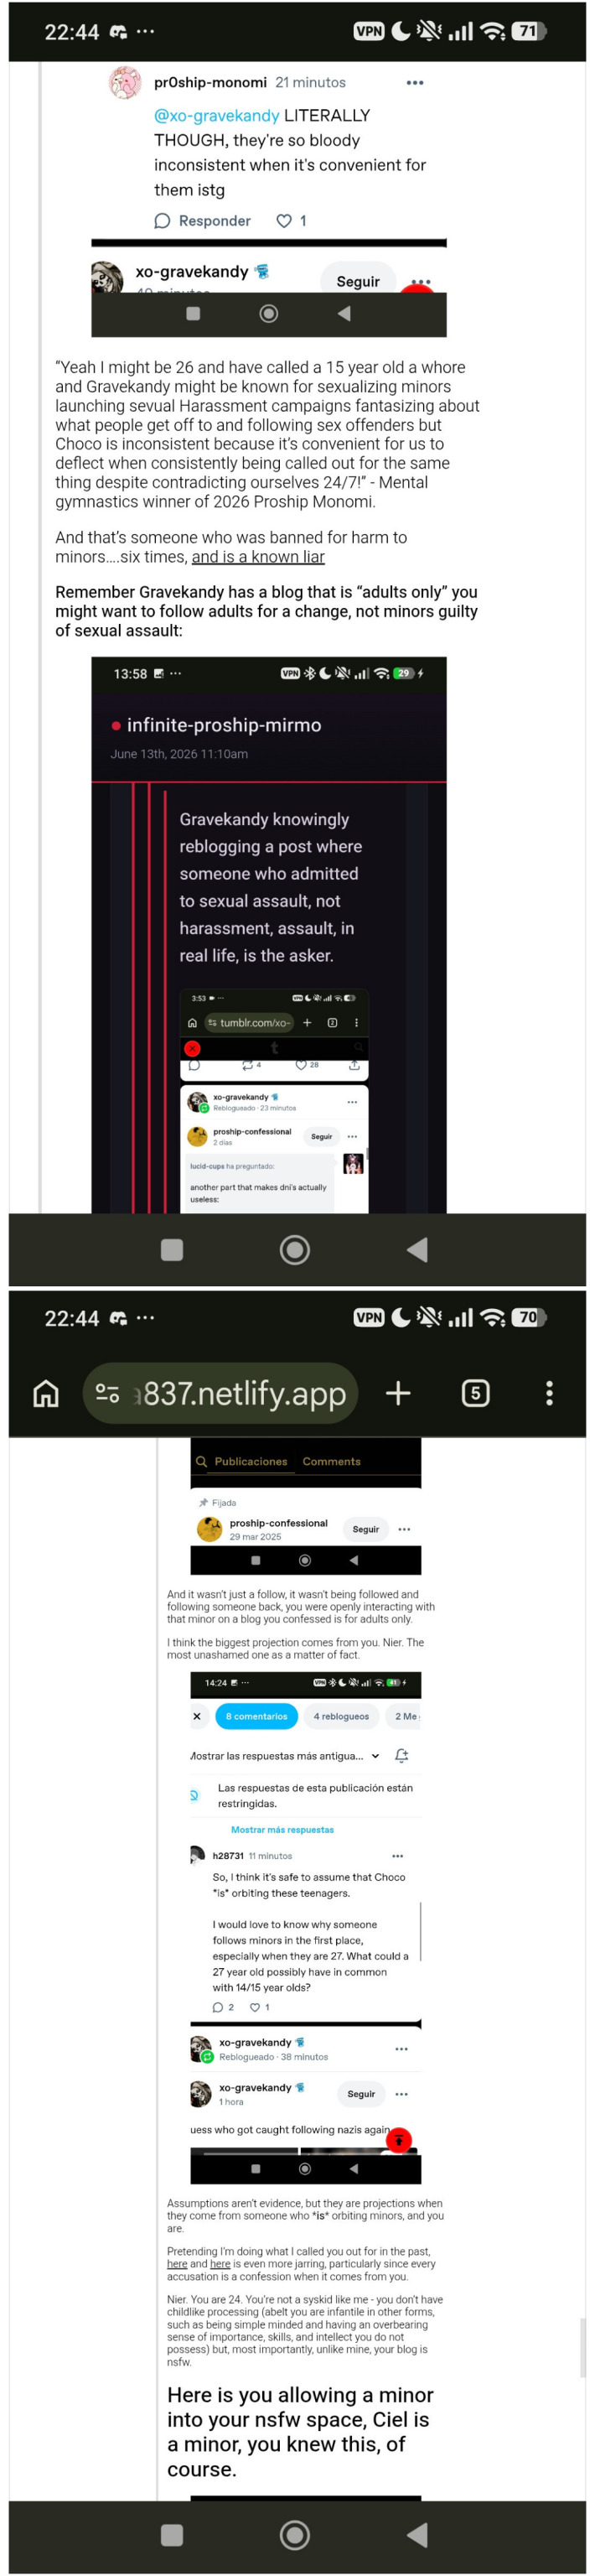 22:44
VPN
71
pr0ship-monomi 21 minutos
@xo-gravekandy LITERALLY
THOUGH, they're so bloody
inconsistent when it's convenient for
them istg
Responder 1
xo-gravekandy
Seguir
40 minutos
"Yeah I might be 26 and have called a 15 year old a whore
and Gravekandy might be known for sexualizing minors
launching sevual Harassment campaigns fantasizing about
what people get off to and following sex offenders but
Choco is inconsistent because it's convenient for us to
deflect when consistently being called out for the same
thing despite contradicting ourselves 24/7!" - Mental
gymnastics winner of 2026 Proship Monomi.
And that's someone who was banned for harm to
minors....six times, and is a known liar
Remember Gravekandy has a blog that is "adults only" you
might want to follow adults for a change, not minors guilty
of sexual assault:
13:58
VPN
29
infinite-proship-mirmo
June 13th, 2026 11:10am
Gravekandy knowingly
reblogging a post where
someone who admitted
to sexual assault, not
harassment, assault, in
real life, is the asker.
3:53
tumblr.com/xo-
4 28
xo-gravekandy
Reblogueado · 23 minutos
proship-confessional
Seguir
2 días
lucid-cups ha preguntado:
another part that makes dni's actually
useless:
22:44
VPN
70
a837.netlify.app
5
Publicaciones Comments
Fijada
proship-confessional
Seguir
29 mar 2025
And it wasn't just a follow, it wasn't being followed and
following someone back, you were openly interacting with
that minor on a blog you confessed is for adults only.
I think the biggest projection comes from you. Nier. The
most unashamed one as a matter of fact.
14:24
VPN
41
8 comentarios
4 reblogueos
2 Me
Mostrar las respuestas más antigua...
Las respuestas de esta publicación están
restringidas.
Mostrar más respuestas
h28731 11 minutos
So, I think it's safe to assume that Choco
*is* orbiting these teenagers.
I would love to know why someone
follows minors in the first place,
especially when they are 27. What could a
27 year old possibly have in common
with 14/15 year olds?
2 1
xo-gravekandy
Reblogueado · 38 minutos
xo-gravekandy
Seguir
1 hora
uess who got caught following nazis again
Assumptions aren't evidence, but they are projections when
they come from someone who *is* orbiting minors, and you
are.
Pretending I'm doing what I called you out for in the past,
here and here is even more jarring, particularly since every
accusation is a confession when it comes from you.
Nier. You are 24. You're not a syskid like me - you don't have
childlike processing (abelt you are infantile in other forms,
such as being simple minded and having an overbearing
sense of importance, skills, and intellect you do not
possess) but, most importantly, unlike mine, your blog is
nsfw.
Here is you allowing a minor
into your nsfw space, Ciel is
a minor, you knew this, of
course.